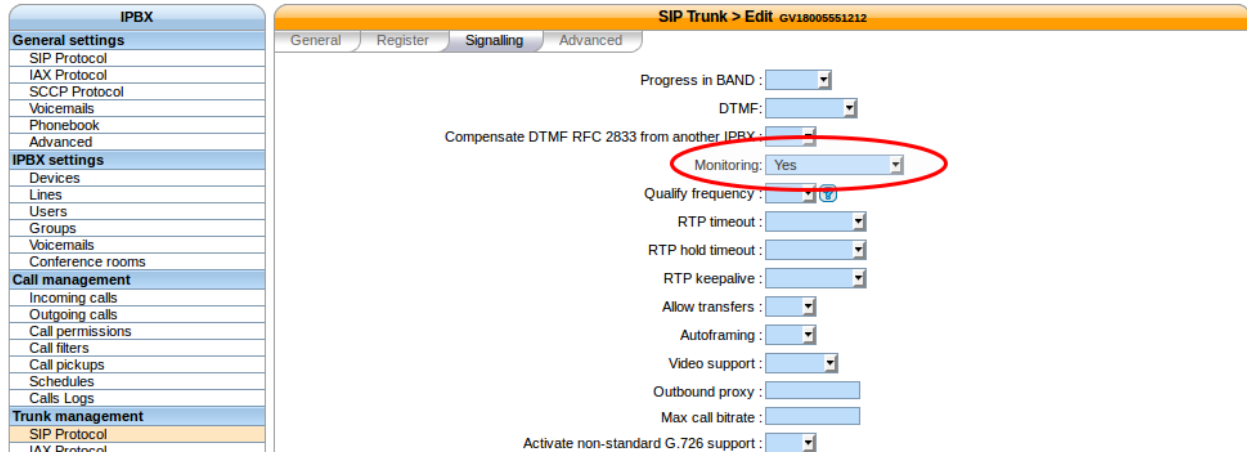 IPBX
General settings
SIP Protocol
IAX Protocol
SCCP Protocol
Voicemails
Phonebook
Advanced
IPBX settings
Devices
Lines
Users
Groups
Voicemails
Conference rooms
Call management
Incoming calls
Outgoing calls
Call permissions
Call filters
Call pickups
Schedules
Calls Logs
Trunk management
SIP Protocol
IAX Protocol
SIP Trunk > Edit GV18005551212
General Register Signalling Advanced
Progress in BAND :
DTMF:
Compensate DTMF RFC 2833 from another IPBX :
Monitoring: Yes
Qualify frequency : ?
RTP timeout :
RTP hold timeout :
RTP keepalive :
Allow transfers :
Autoframing :
Video support :
Outbound proxy :
Max call bitrate :
Activate non-standard G.726 support :